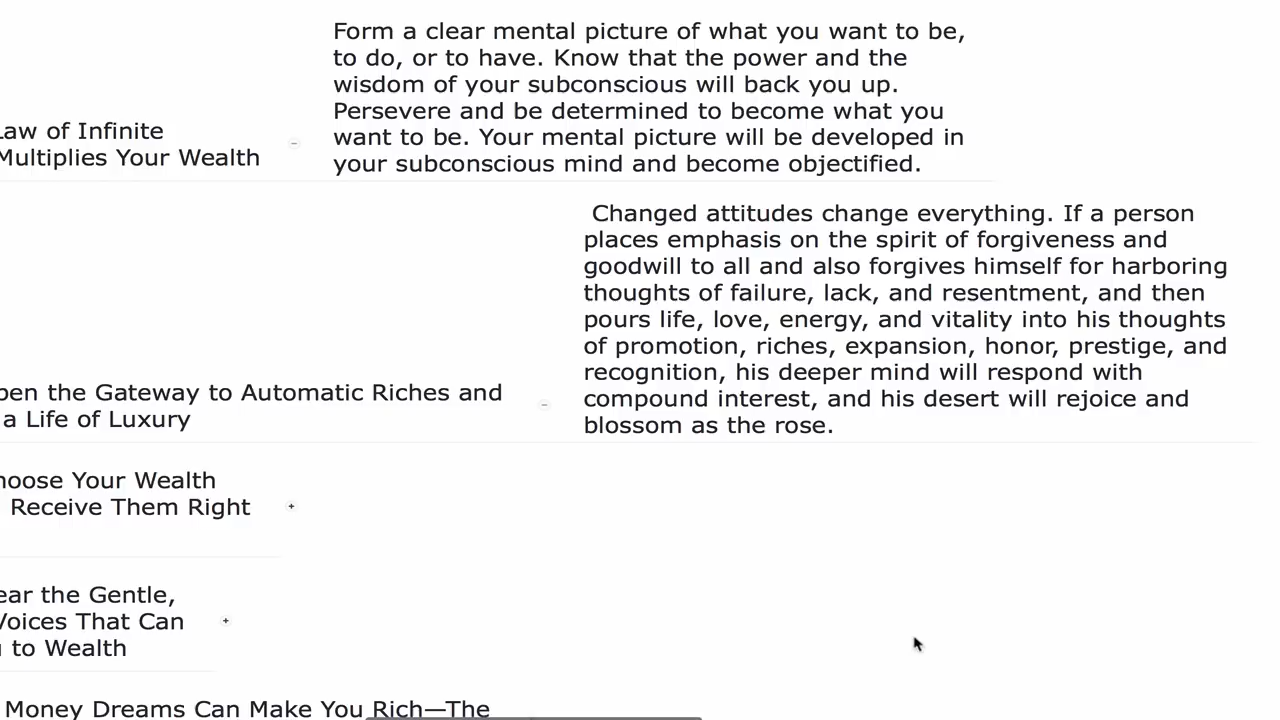 Form a clear mental picture of what you want to be,
to do, or to have. Know that the power and the
wisdom of your subconscious will back you up.
Persevere and be determined to become what you
want to be. Your mental picture will be developed in
your subconscious mind and become objectified.
Law of Infinite
Multiplies Your Wealth
Changed attitudes change everything. If a person
places emphasis on the spirit of forgiveness and
goodwill to all and also forgives himself for harboring
thoughts of failure, lack, and resentment, and then
pours life, love, energy, and vitality into his thoughts
of promotion, riches, expansion, honor, prestige, and
recognition, his deeper mind will respond with
compound interest, and his desert will rejoice and
blossom as the rose.
pen the Gateway to Automatic Riches and
a Life of Luxury
hoose Your Wealth
Receive Them Right
ear the Gentle,
Voices That Can
to Wealth
Money Dreams Can Make You Rich—The